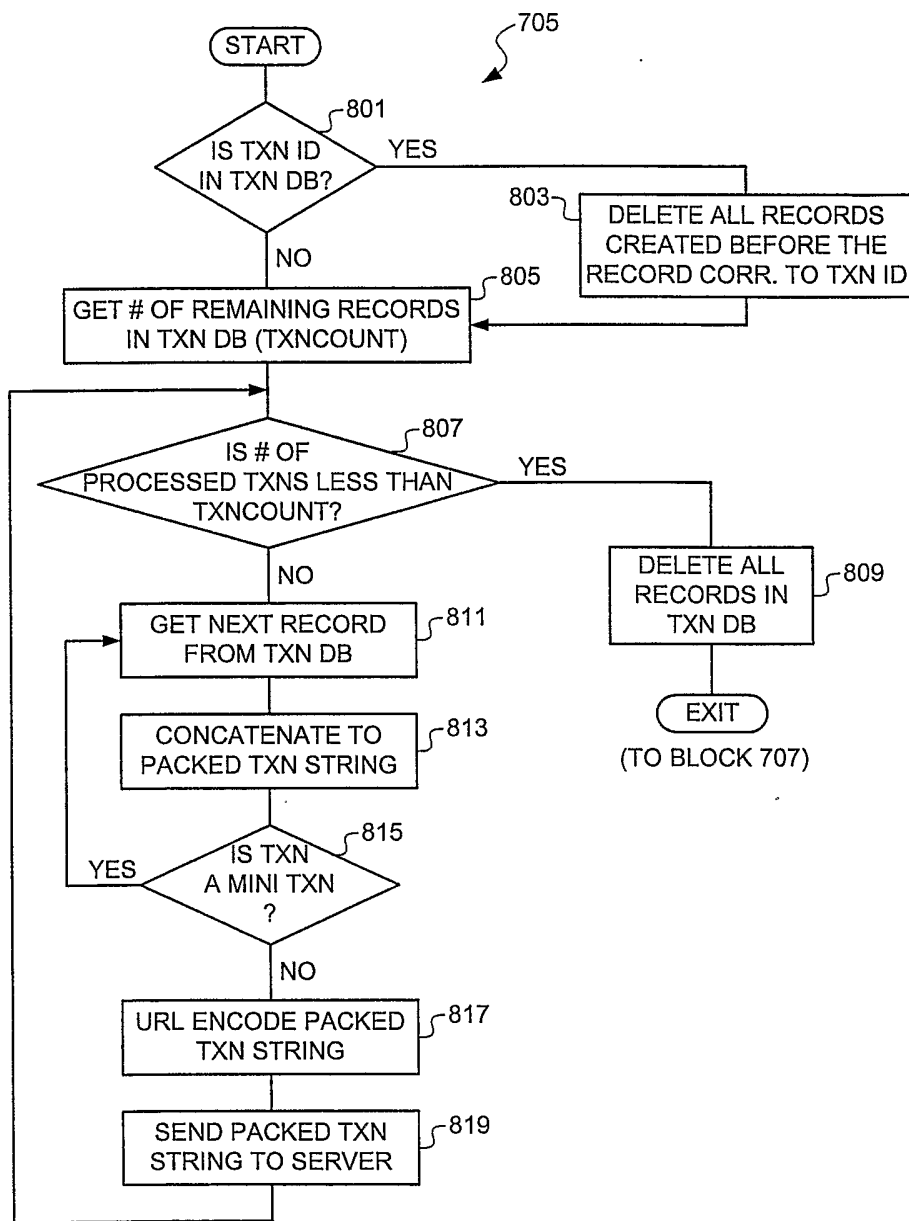 START
705
801
IS TXN ID
IN TXN DB?
YES
803
DELETE ALL RECORDS
CREATED BEFORE THE
RECORD CORR. TO TXN ID
NO
805
GET # OF REMAINING RECORDS
IN TXN DB (TXNCOUNT)
807
IS # OF
PROCESSED TXNS LESS THAN
TXNCOUNT?
YES
NO
DELETE ALL
RECORDS IN
TXN DB
809
EXIT
(TO BLOCK 707)
GET NEXT RECORD
FROM TXN DB
811
CONCATENATE TO
PACKED TXN STRING
813
815
IS TXN
A MINI TXN
?
YES
NO
URL ENCODE PACKED
TXN STRING
817
SEND PACKED TXN
STRING TO SERVER
819